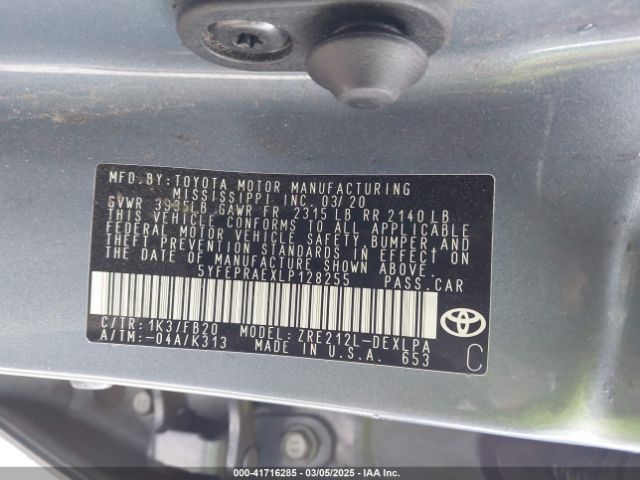 MFD. BY: TOYOTA MOTOR MANUFACTURING
MISSISSIPPI INC. 03/20
GVWR 3935LB GAWR FR 2315 LB RR 2140 LB
THIS VEHICLE CONFORMS TO ALL APPLICABLE
FEDERAL MOTOR VEHICLE SAFETY, BUMPER, AND
THEFT PREVENTION STANDARDS IN EFFECT ON
THE DATE OF MANUFACTURE SHOWN ABOVE.
5YFEPRAEXLP128255 PASS.CAR
C/TR: 1K3/FB20 MODEL: ZRE212L-DEXLPA
A/TM: -04A/K313 MADE IN U.S.A. 653
C
000-41716285 - 03/05/2025 - IAA Inc.